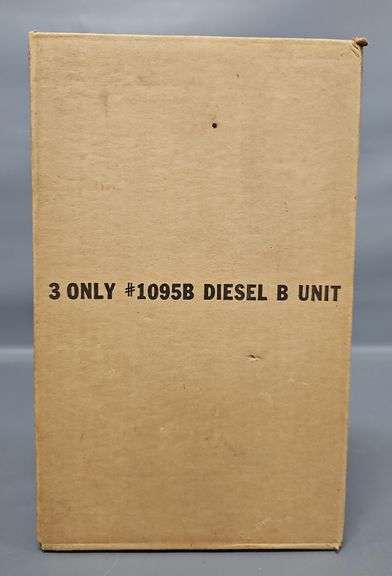 3 ONLY #1095B DIESEL B UNIT